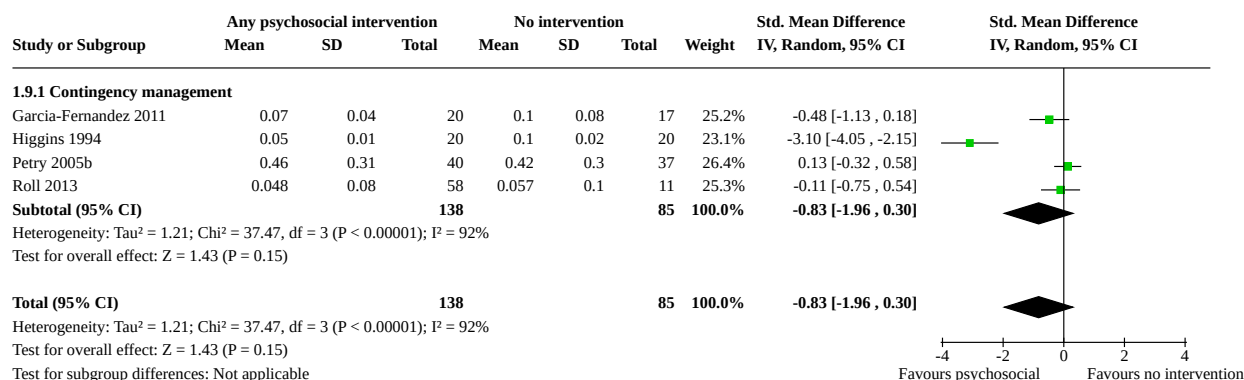 Any psychosocial intervention No intervention Std. Mean Difference Std. Mean Difference
Study or Subgroup Mean SD Total Mean SD Total Weight IV, Random, 95% CI IV, Random, 95% CI
1.9.1 Contingency management
Garcia-Fernandez 2011 0.07 0.04 20 0.1 0.08 17 25.2% -0.48 [-1.13 , 0.18]
Higgins 1994 0.05 0.01 20 0.1 0.02 20 23.1% -3.10 [-4.05 , -2.15]
Petry 2005b 0.46 0.31 40 0.42 0.3 37 26.4% 0.13 [-0.32 , 0.58]
Roll 2013 0.048 0.08 58 0.057 0.1 11 25.3% -0.11 [-0.75 , 0.54]
Subtotal (95% CI) 138 85 100.0% -0.83 [-1.96 , 0.30]
Heterogeneity: Tau² = 1.21; Chi² = 37.47, df = 3 (P < 0.00001); I² = 92%
Test for overall effect: Z = 1.43 (P = 0.15)
Total (95% CI) 138 85 100.0% -0.83 [-1.96 , 0.30]
Heterogeneity: Tau² = 1.21; Chi² = 37.47, df = 3 (P < 0.00001); I² = 92%
Test for overall effect: Z = 1.43 (P = 0.15) -4 -2 0 2 4
Test for subgroup differences: Not applicable Favours psychosocial Favours no intervention